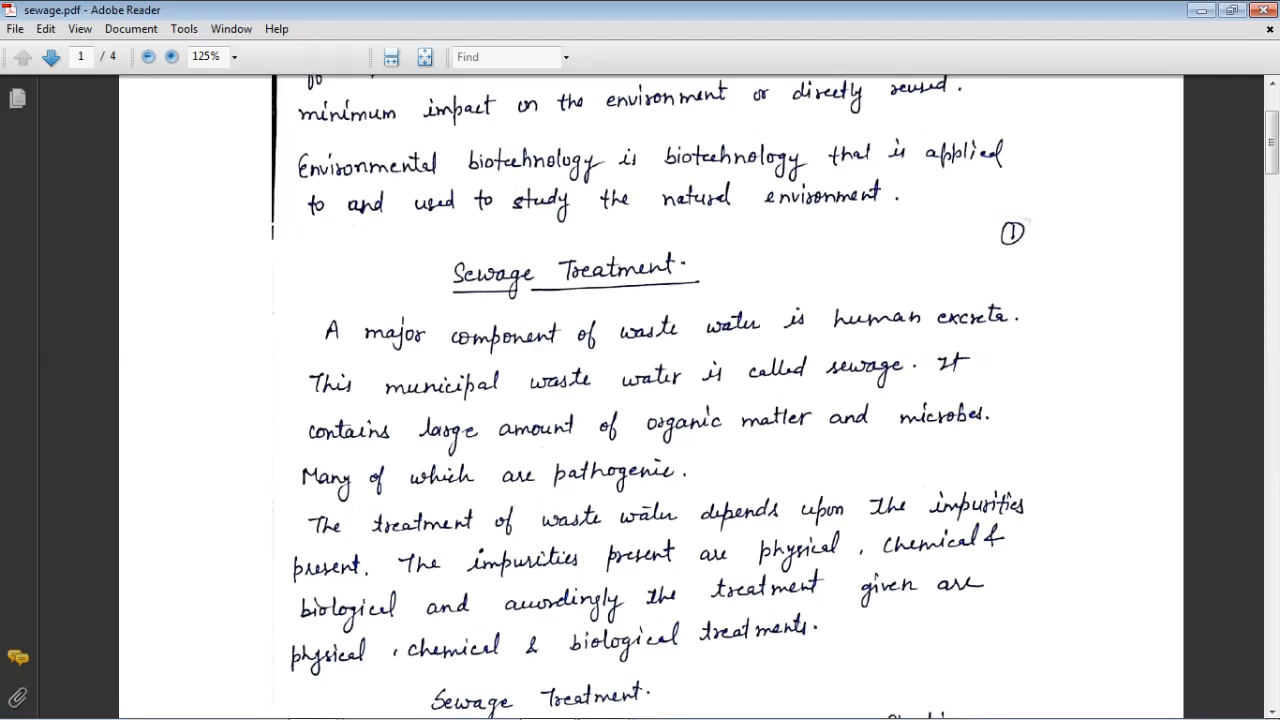 sewage.pdf - Adobe Reader
File Edit View Document Tools Window Help
1 / 4 125% Find
minimum impact on the environment or directly reused.
Environmental biotechnology is biotechnology that is applied
to and used to study the natural environment.
1
Sewage Treatment.
A major component of waste water is human excreta.
This municipal waste water is called sewage. It
contains large amount of organic matter and microbes.
Many of which are pathogenic.
The treatment of waste water depends upon the impurities
present. The impurities present are physical, chemical &
biological and accordingly the treatment given are
physical, chemical & biological treatments.
Sewage Treatment.